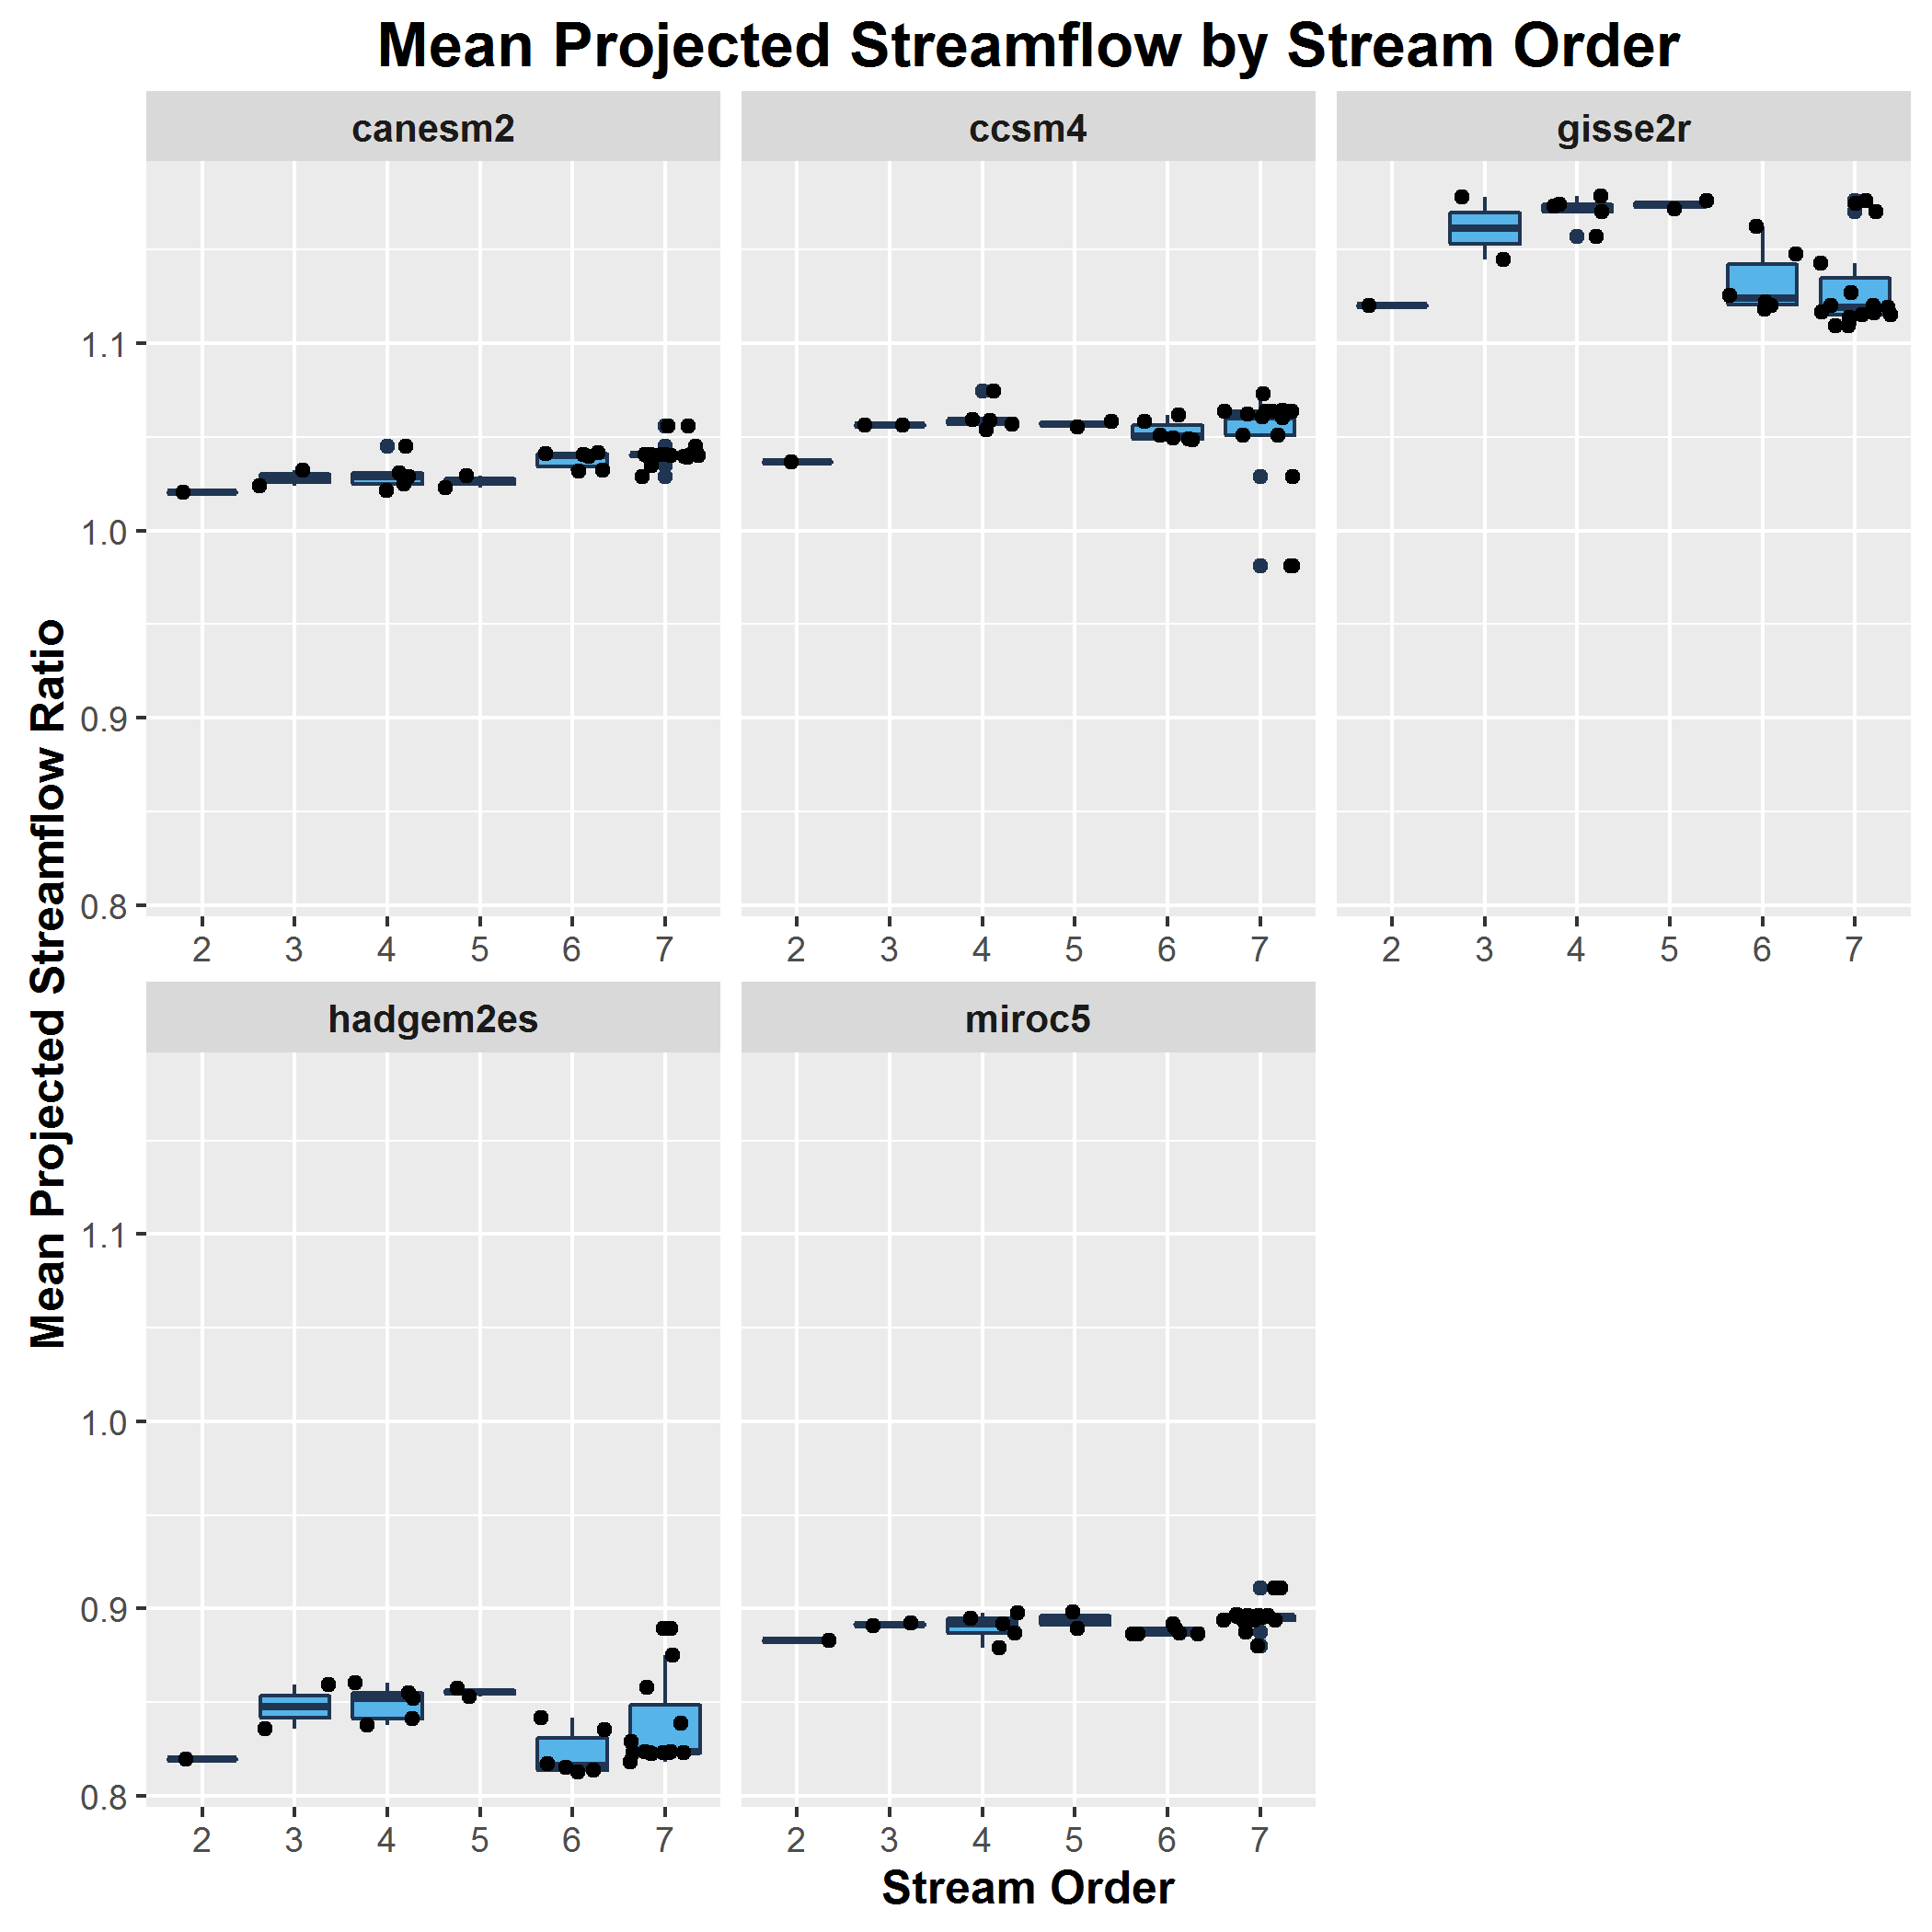 Mean Projected Streamflow by Stream Order
canesm2
ccsm4
gisse2r
Mean Projected Streamflow Ratio
1.1
1.0
0.9
0.8
2 3 4 5 6 7
2 3 4 5 6 7
2 3 4 5 6 7
hadgem2es
miroc5
1.1
1.0
0.9
0.8
2 3 4 5 6 7
2 3 4 5 6 7
Stream Order